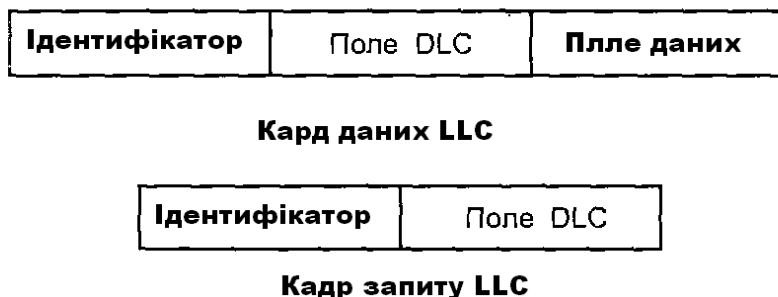 Ідентифікатор Поле DLC Плле даних
Кард даних LLC
Ідентифікатор Поле DLC
Кадр запиту LLC